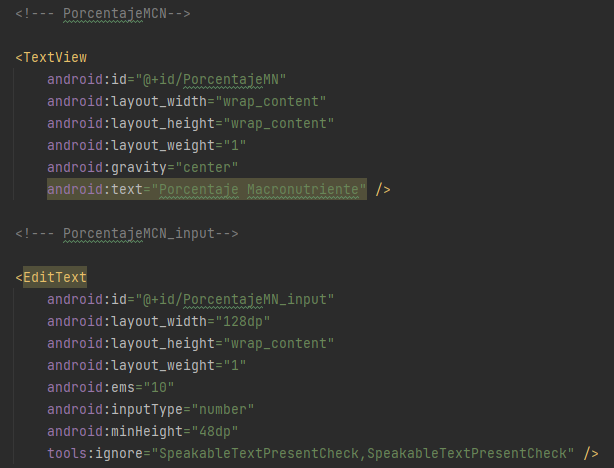 <!--- PorcentajeMCN-->
<TextView
android:id="@+id/PorcentajeMN"
android:layout_width="wrap_content"
android:layout_height="wrap_content"
android:layout_weight="1"
android:gravity="center"
android:text="Porcentaje Macronutriente" />
<!--- PorcentajeMCN_input-->
<EditText
android:id="@+id/PorcentajeMN_input"
android:layout_width="128dp"
android:layout_height="wrap_content"
android:layout_weight="1"
android:ems="10"
android:inputType="number"
android:minHeight="48dp"
tools:ignore="SpeakableTextPresentCheck,SpeakableTextPresentCheck" />